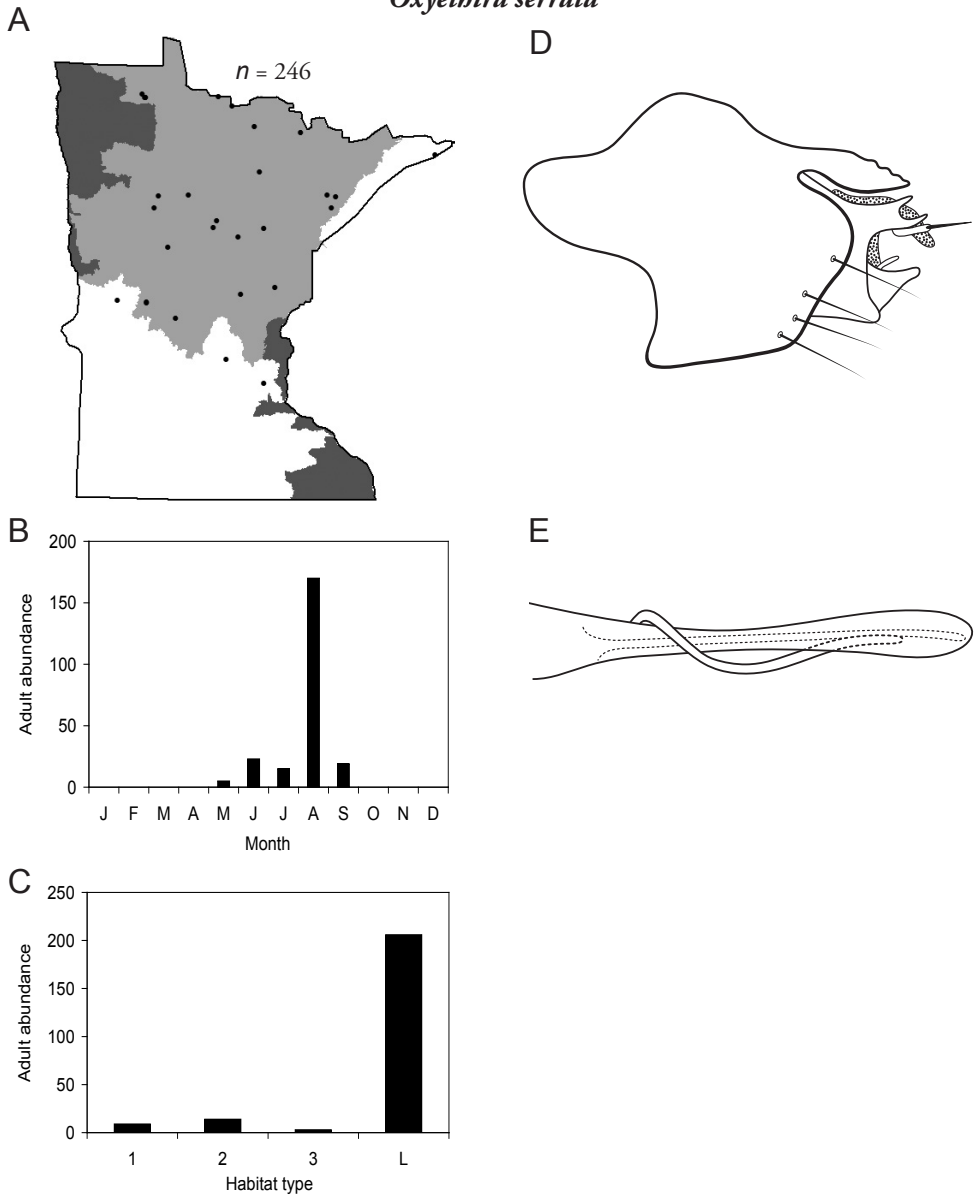 Oxyethira serrata
A
n = 246
D
B
Adult abundance
200
150
100
50
0
J F M A M J J A S O N D
Month
E
C
Adult abundance
250
200
150
100
50
0
1 2 3 L
Habitat type